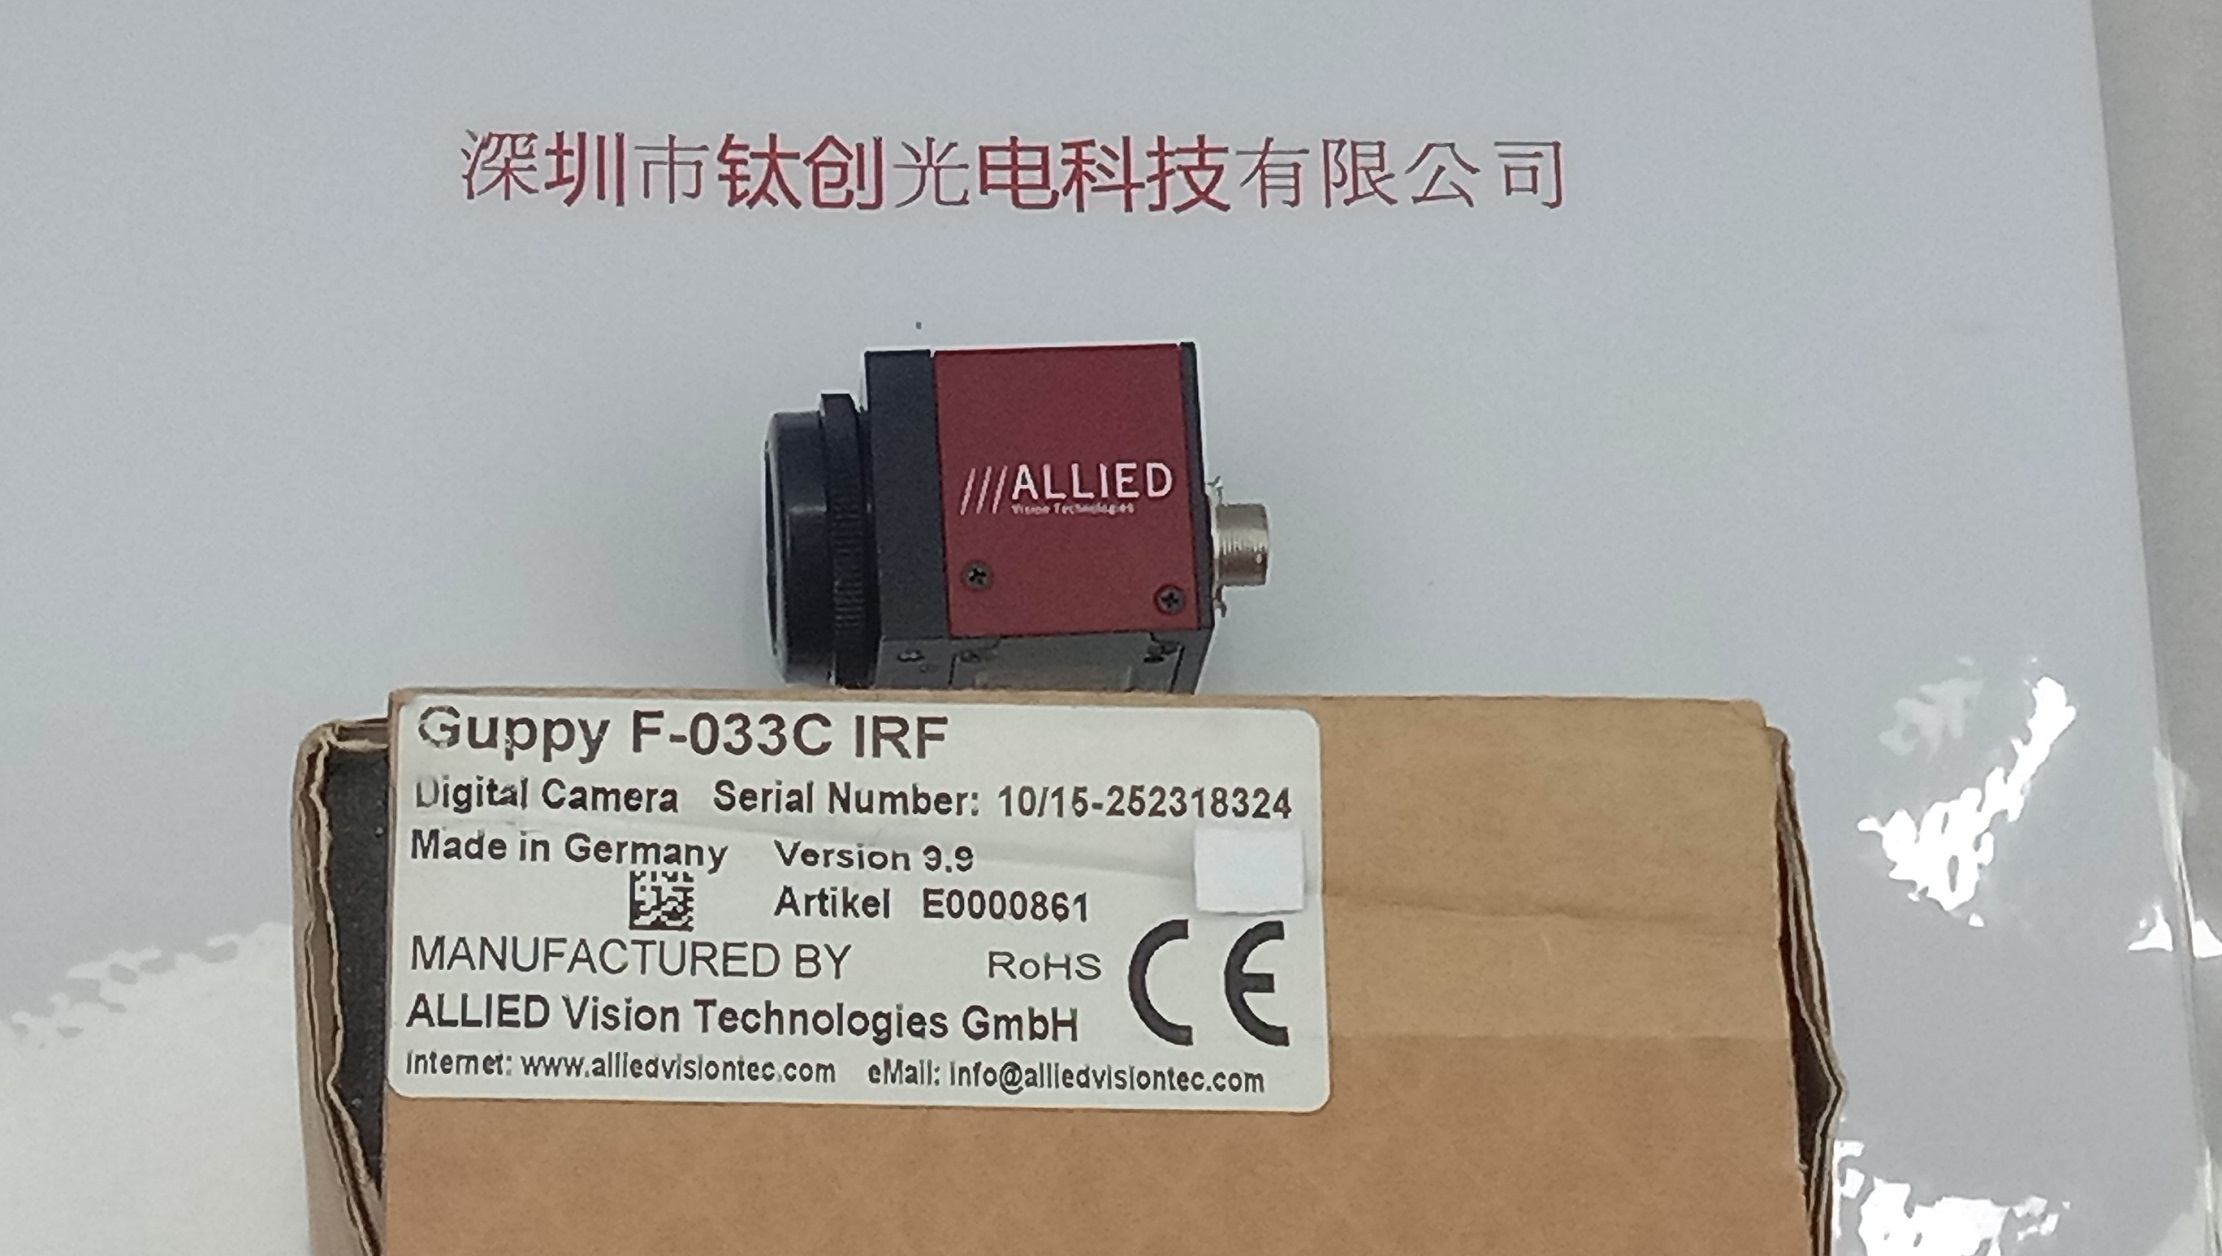 深圳市钛创光电科技有限公司
///ALLIED
Vision Technologies
Guppy F-033C IRF
Digital Camera Serial Number: 10/15-252318324
Made in Germany Version 9.9
Artikel E0000861
MANUFACTURED BY RoHS CE
ALLIED Vision Technologies GmbH
Internet: www.alliedvisiontec.com eMail: info@alliedvisiontec.com